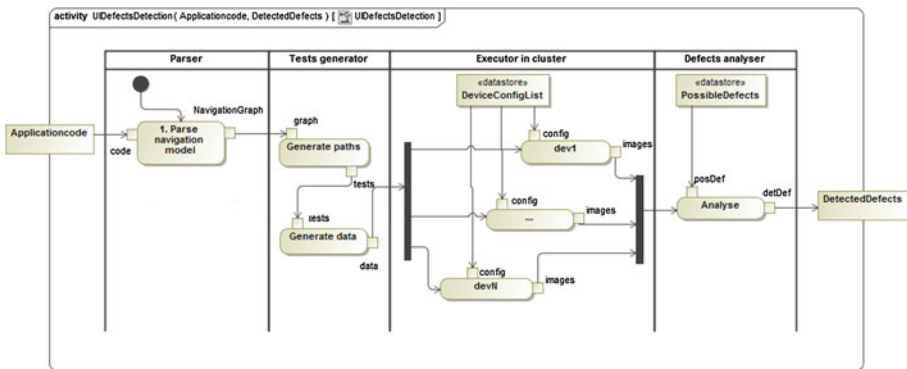 activity UIDefectsDetection ( Applicationcode, DetectedDefects ) [ UIDefectsDetection ]
Parser
Tests generator
Executor in cluster
Defects analyser
«datastore»
DeviceConfigList
«datastore»
PossibleDefects
NavigationGraph
Applicationcode
code
1. Parse
navigation
model
graph
Generate paths
tests
tests
Generate data
data
config
dev1
images
config
...
images
config
devN
images
posDef
Analyse
detDef
DetectedDefects